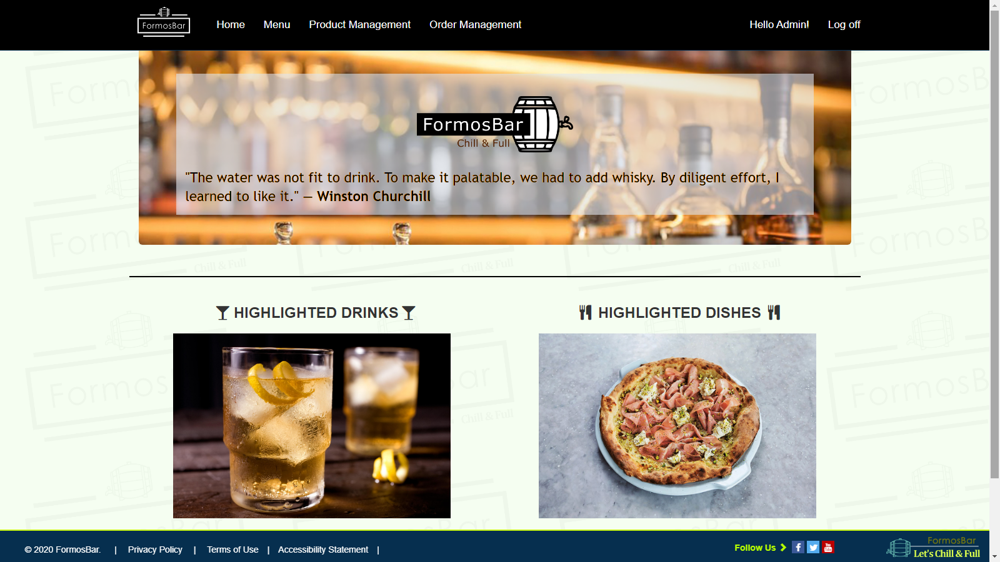 FormosBar
Home Menu Product Management Order Management Hello Admin! Log off
FormosBar
Chill & Full
"The water was not fit to drink. To make it palatable, we had to add whisky. By diligent effort, I
learned to like it." — Winston Churchill
HIGHLIGHTED DRINKS HIGHLIGHTED DISHES
© 2020 FormosBar. | Privacy Policy | Terms of Use | Accessibility Statement |
Follow Us
You Tube
FormosBar
Let's Chill & Full